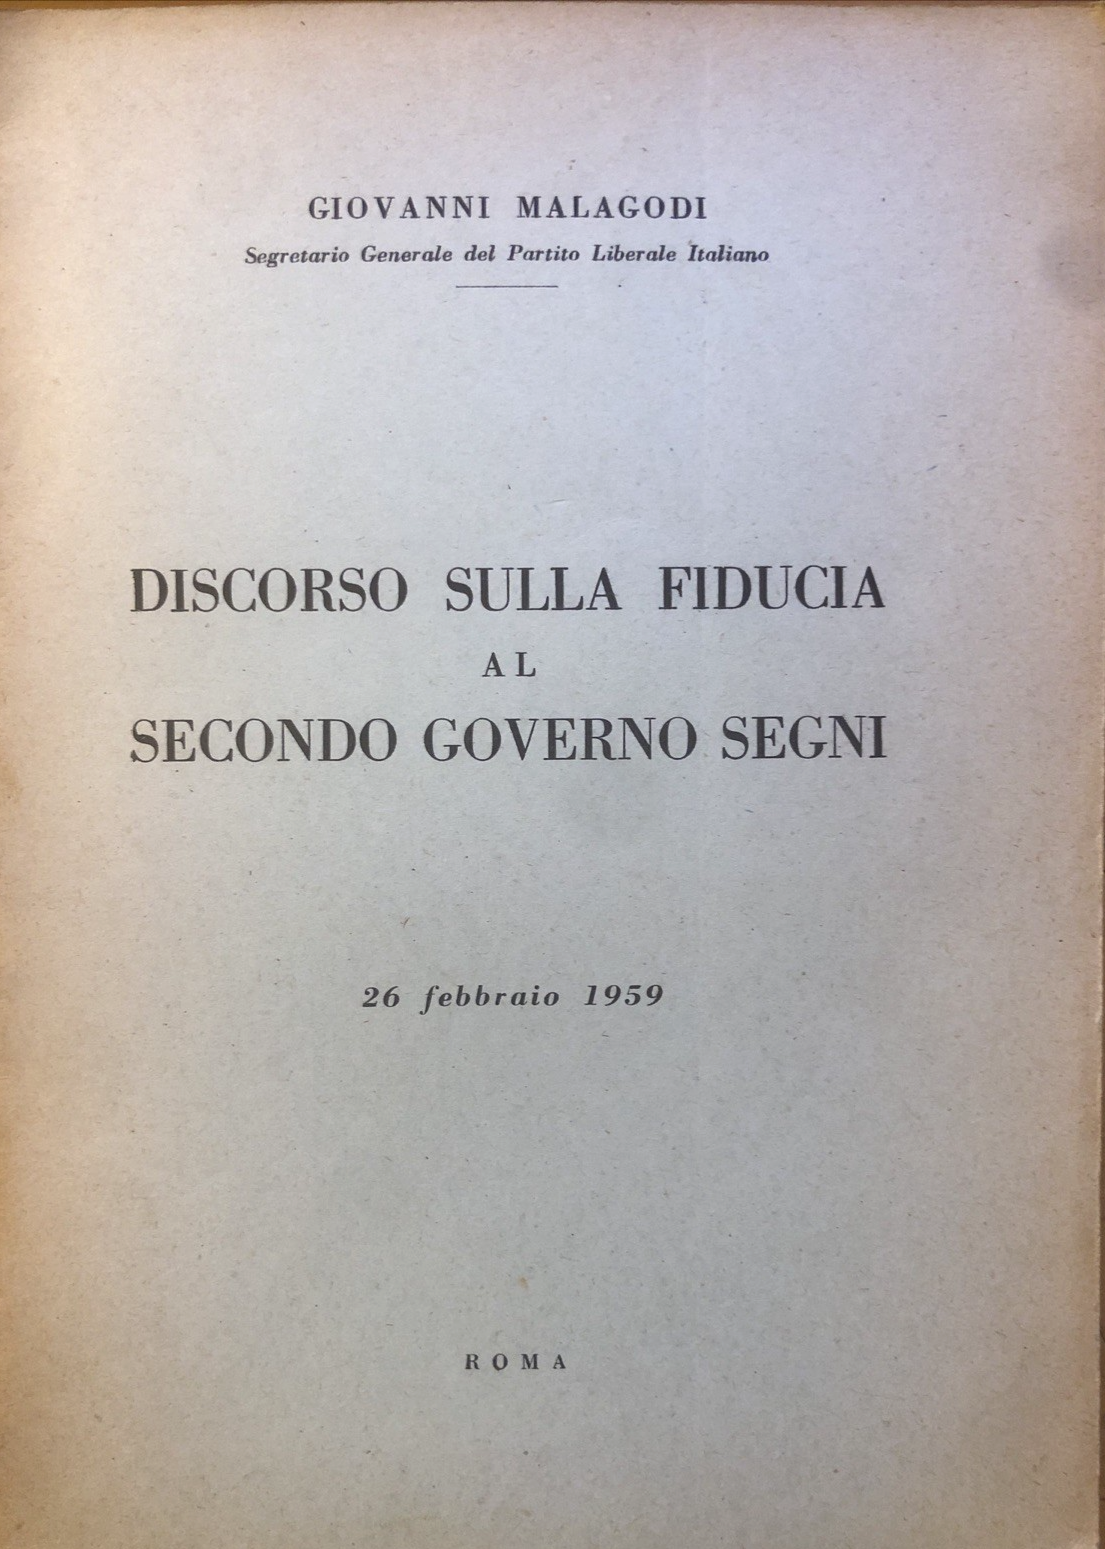 GIOVANNI MALAGODI
Segretario Generale del Partito Liberale Italiano
DISCORSO SULLA FIDUCIA
AL
SECONDO GOVERNO SEGNI
26 febbraio 1959
ROMA